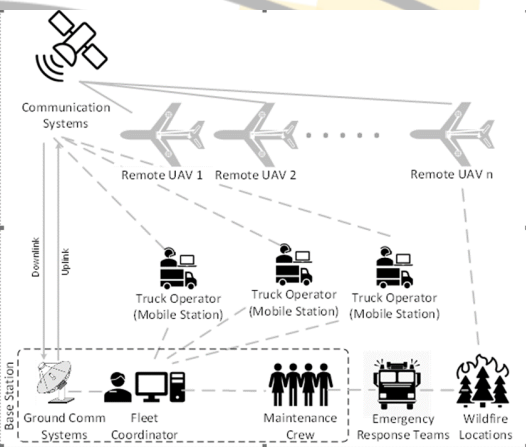 Communication
Systems
Remote UAV 1
Remote UAV 2
Remote UAV n
Downlink
Uplink
Truck Operator
(Mobile Station)
Truck Operator
(Mobile Station)
Truck Operator
(Mobile Station)
Base Station
Ground Comm
Systems
Fleet
Coordinator
Maintenance
Crew
Emergency
Response Teams
Wildfire
Locations